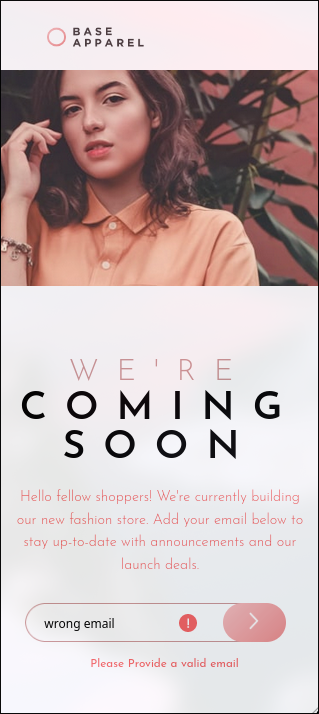 BASE
APPAREL
WE'RE
COMING
SOON
Hello fellow shoppers! We're currently building
our new fashion store. Add your email below to
stay up-to-date with announcements and our
launch deals.
wrong email !
Please Provide a valid email